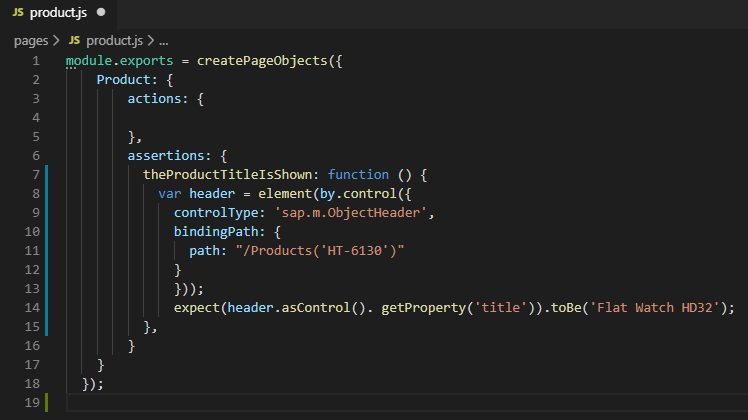 JS product.js ●
pages > JS product.js > ...
1 module.exports = createPageObjects({
2 Product: {
3 actions: {
4
5 },
6 assertions: {
7 theProductTitleIsShown: function () {
8 var header = element(by.control({
9 controlType: 'sap.m.ObjectHeader',
10 bindingPath: {
11 path: "/Products('HT-6130')"
12 }
13 }));
14 expect(header.asControl(). getProperty('title')).toBe('Flat Watch HD32');
15 },
16 }
17 }
18 });
19